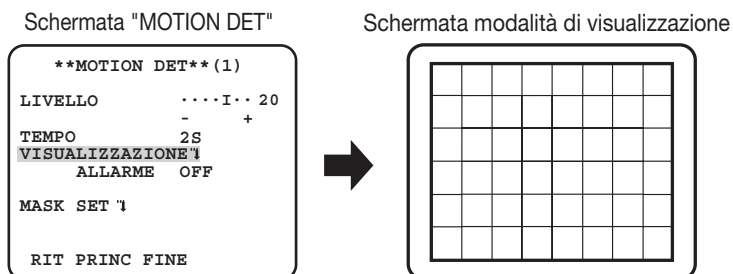 Schermata "MOTION DET"
**MOTION DET**(1)
LIVELLO ····I·· 20
- +
TEMPO 2S
VISUALIZZAZIONE
ALLARME OFF
MASK SET
RIT PRINC FINE
Schermata modalità di visualizzazione